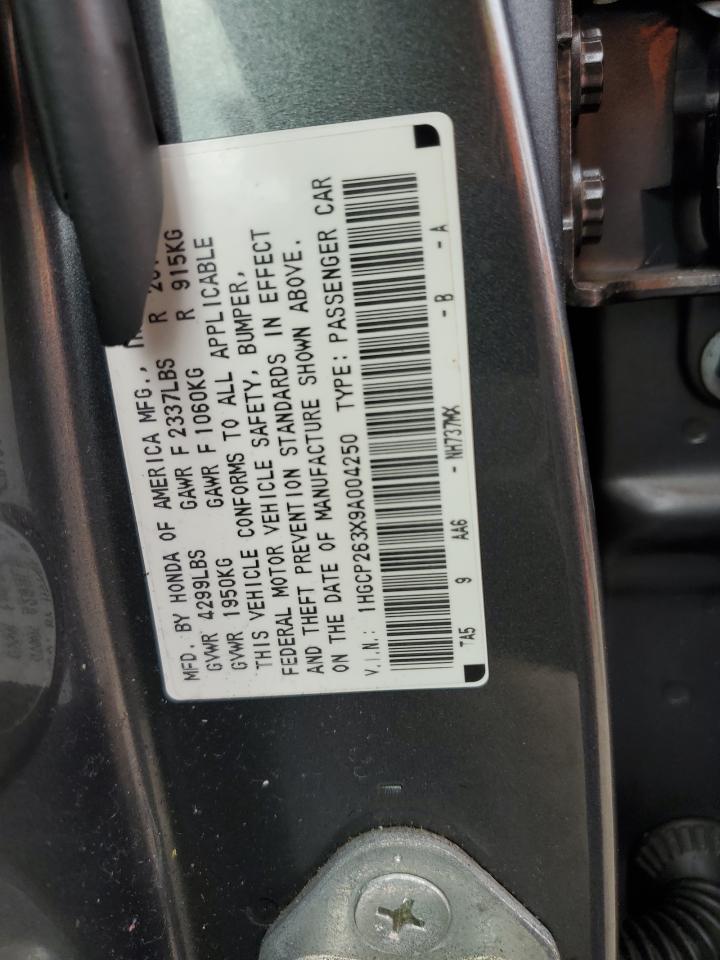 MFD. BY HONDA OF AMERICA MFG.,
GVWR 4299LBS GAWR F 2337LBS R
GVWR 1950KG GAWR F 1060KG R 915KG
THIS VEHICLE CONFORMS TO ALL APPLICABLE
FEDERAL MOTOR VEHICLE SAFETY, BUMPER,
AND THEFT PREVENTION STANDARDS IN EFFECT
ON THE DATE OF MANUFACTURE SHOWN ABOVE.
V.I.N.: 1HGCP263X9A004250 TYPE: PASSENGER CAR
TA5 9 AA6 - NH737MX - B - A